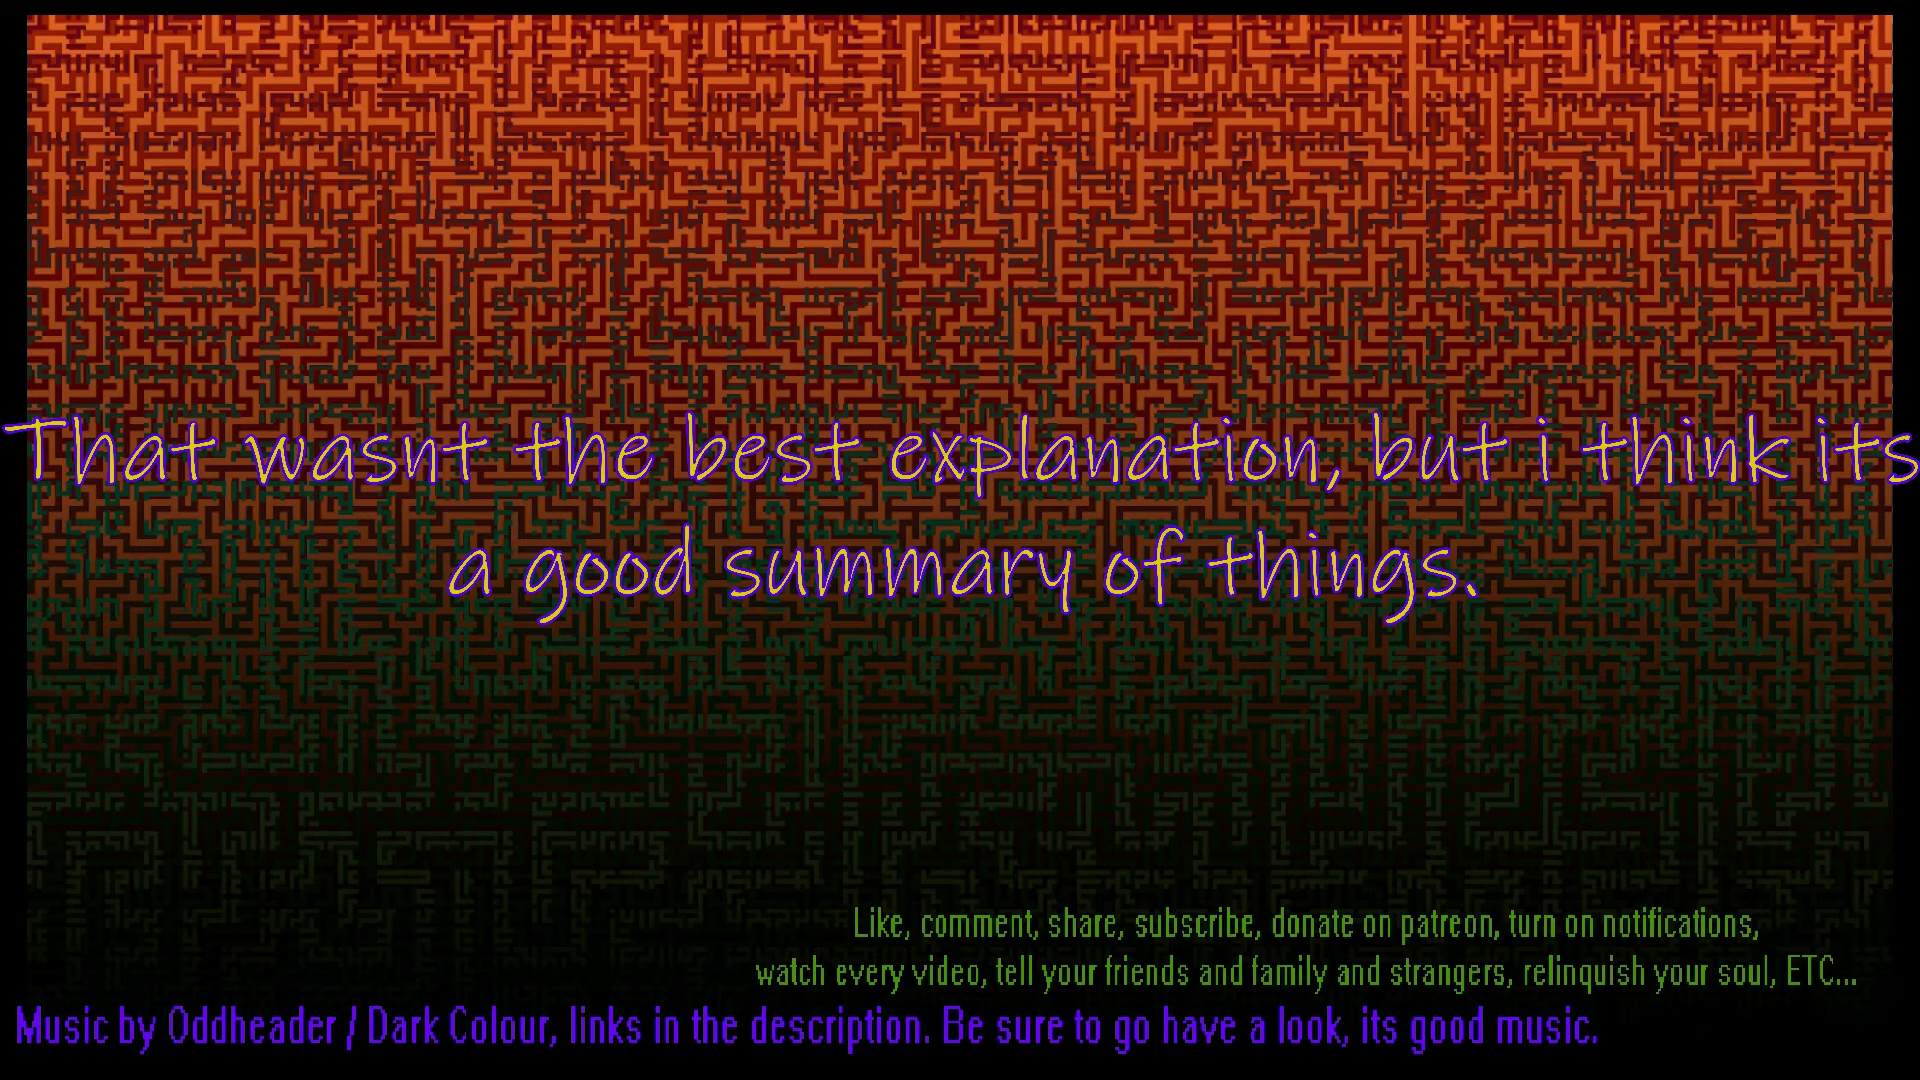 That wasnt the best explanation, but i think its
a good summary of things.
Like, comment, share, subscribe, donate on patreon, turn on notifications,
watch every video, tell your friends and family and strangers, relinquish your soul, ETC...
Music by Oddheader / Dark Colour, links in the description. Be sure to go have a look, its good music.